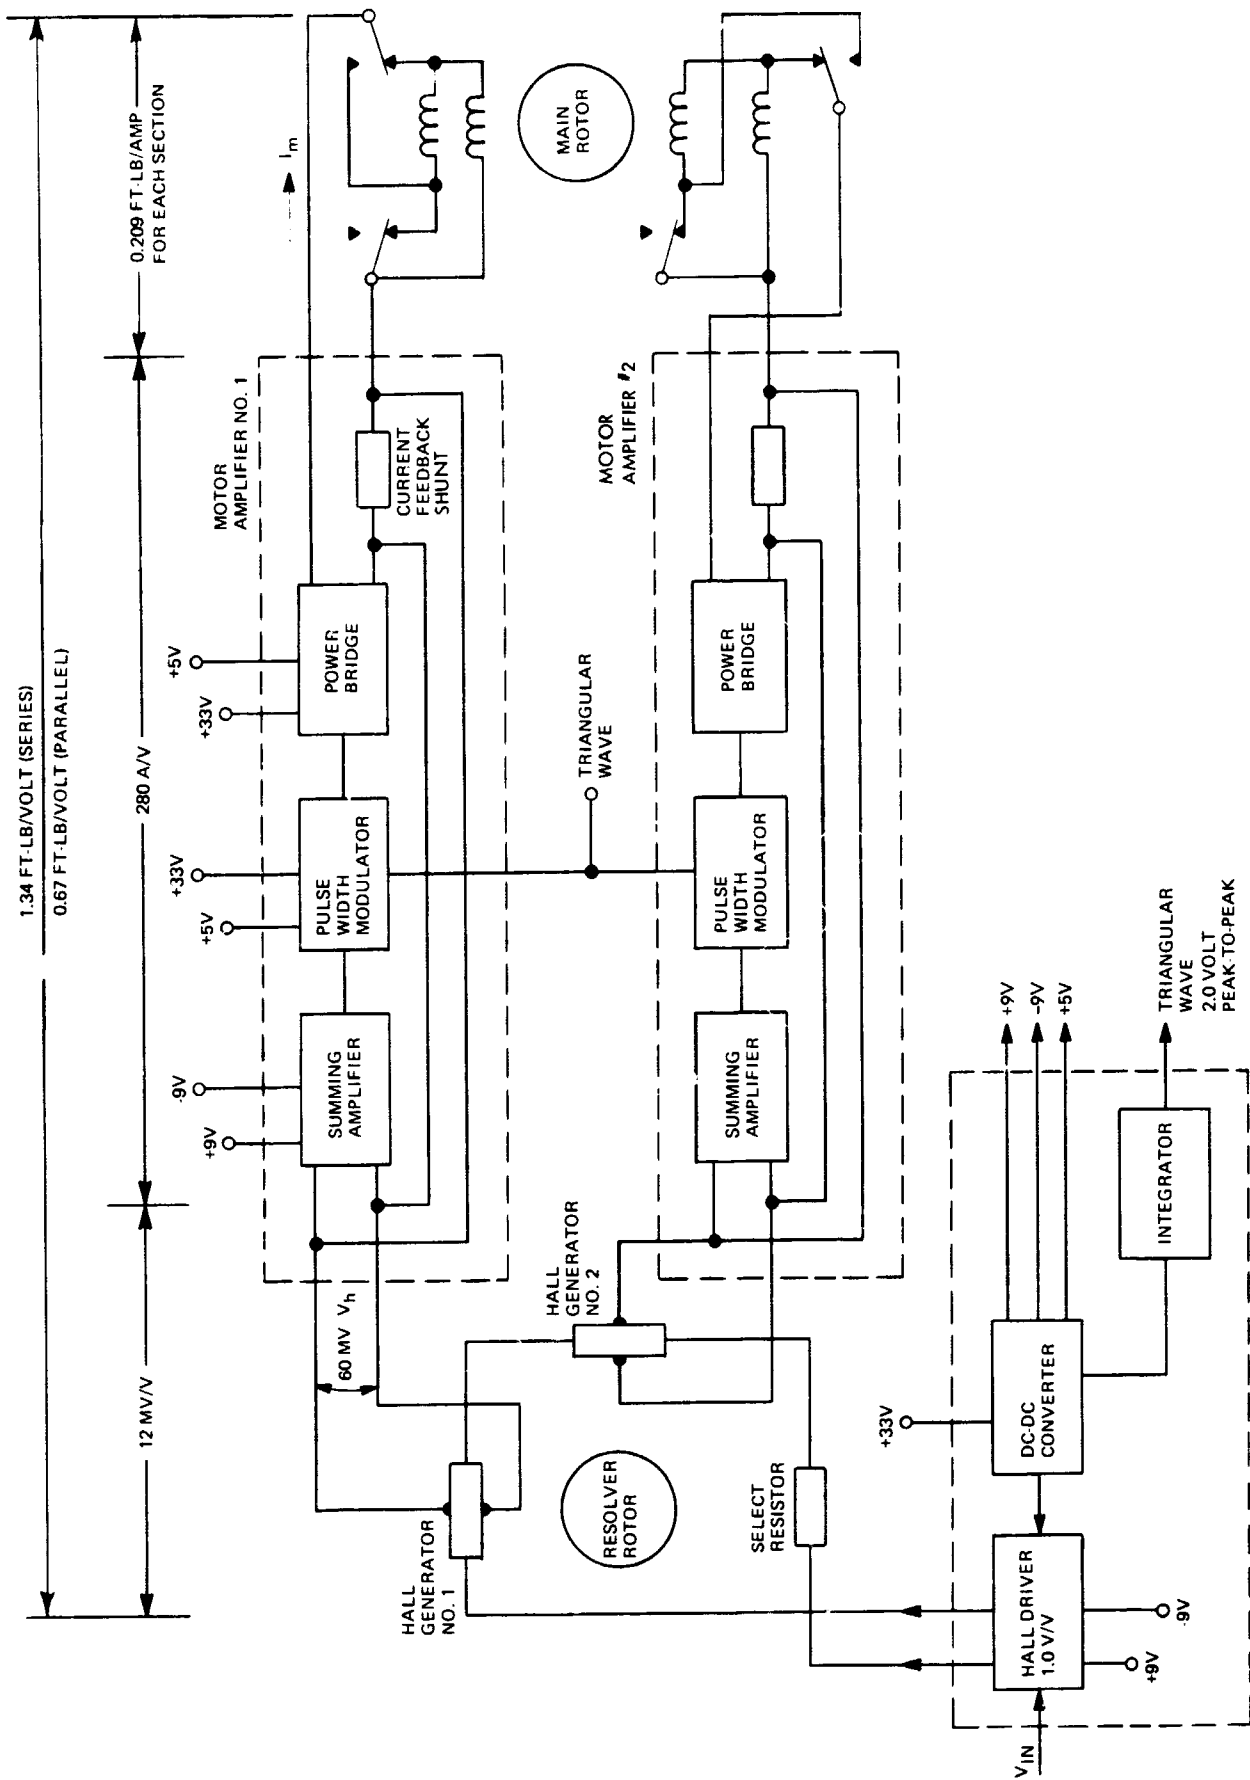 1.34 FT-LB/VOLT (SERIES)
0.67 FT-LB/VOLT (PARALLEL)
12 MV/V
280 A/V
0.209 FT-LB/AMP
FOR EACH SECTION
MOTOR
AMPLIFIER NO. 1
+9V
-9V
+5V
+33V
+33V
+5V
Im
60 MV Vh
SUMMING
AMPLIFIER
PULSE
WIDTH
MODULATOR
POWER
BRIDGE
CURRENT
FEEDBACK
SHUNT
HALL
GENERATOR
NO. 1
HALL
GENERATOR
NO. 2
TRIANGULAR
WAVE
MAIN
ROTOR
RESOLVER
ROTOR
MOTOR
AMPLIFIER #2
SUMMING
AMPLIFIER
PULSE
WIDTH
MODULATOR
POWER
BRIDGE
SELECT
RESISTOR
+33V
VIN
HALL DRIVER
1.0 V/V
DC-DC
CONVERTER
INTEGRATOR
+9V
-9V
+9V
-9V
+5V
TRIANGULAR
WAVE
2.0 VOLT
PEAK-TO-PEAK